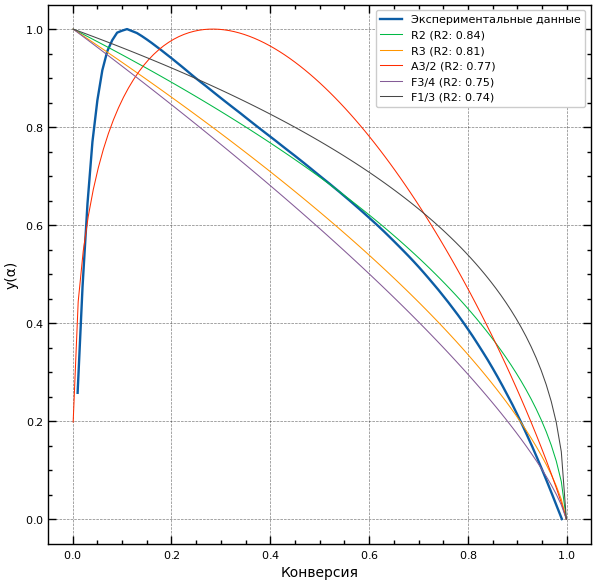 Экспериментальные данные
R2 (R2: 0.84)
R3 (R2: 0.81)
A3/2 (R2: 0.77)
F3/4 (R2: 0.75)
F1/3 (R2: 0.74)
y(α)
1.0
0.8
0.6
0.4
0.2
0.0
0.0 0.2 0.4 0.6 0.8 1.0
Конверсия